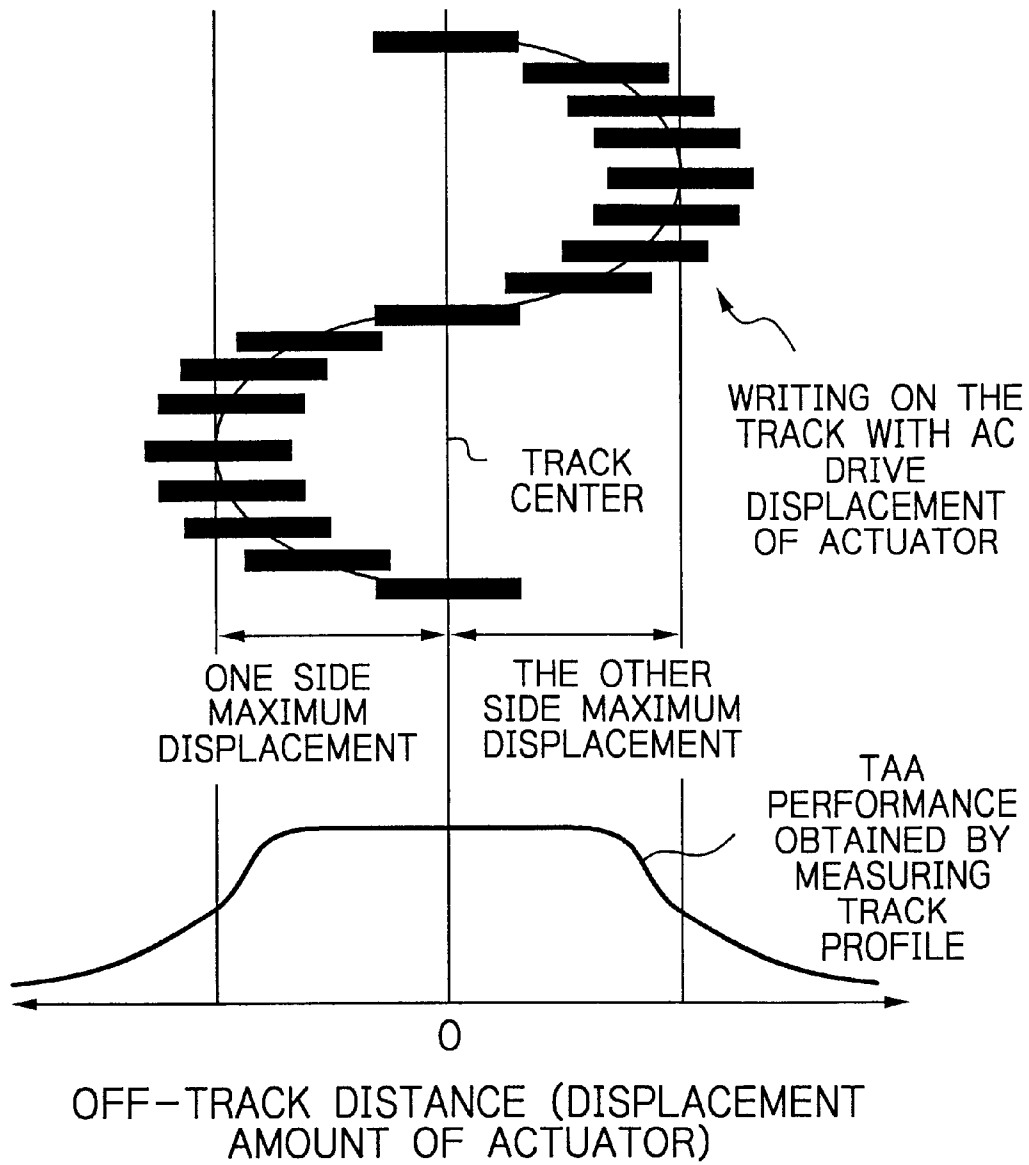 WRITING ON THE
TRACK WITH AC
DRIVE
DISPLACEMENT
OF ACTUATOR
TRACK
CENTER
ONE SIDE
MAXIMUM
DISPLACEMENT
THE OTHER
SIDE MAXIMUM
DISPLACEMENT
TAA
PERFORMANCE
OBTAINED BY
MEASURING
TRACK
PROFILE
0
OFF-TRACK DISTANCE (DISPLACEMENT
AMOUNT OF ACTUATOR)